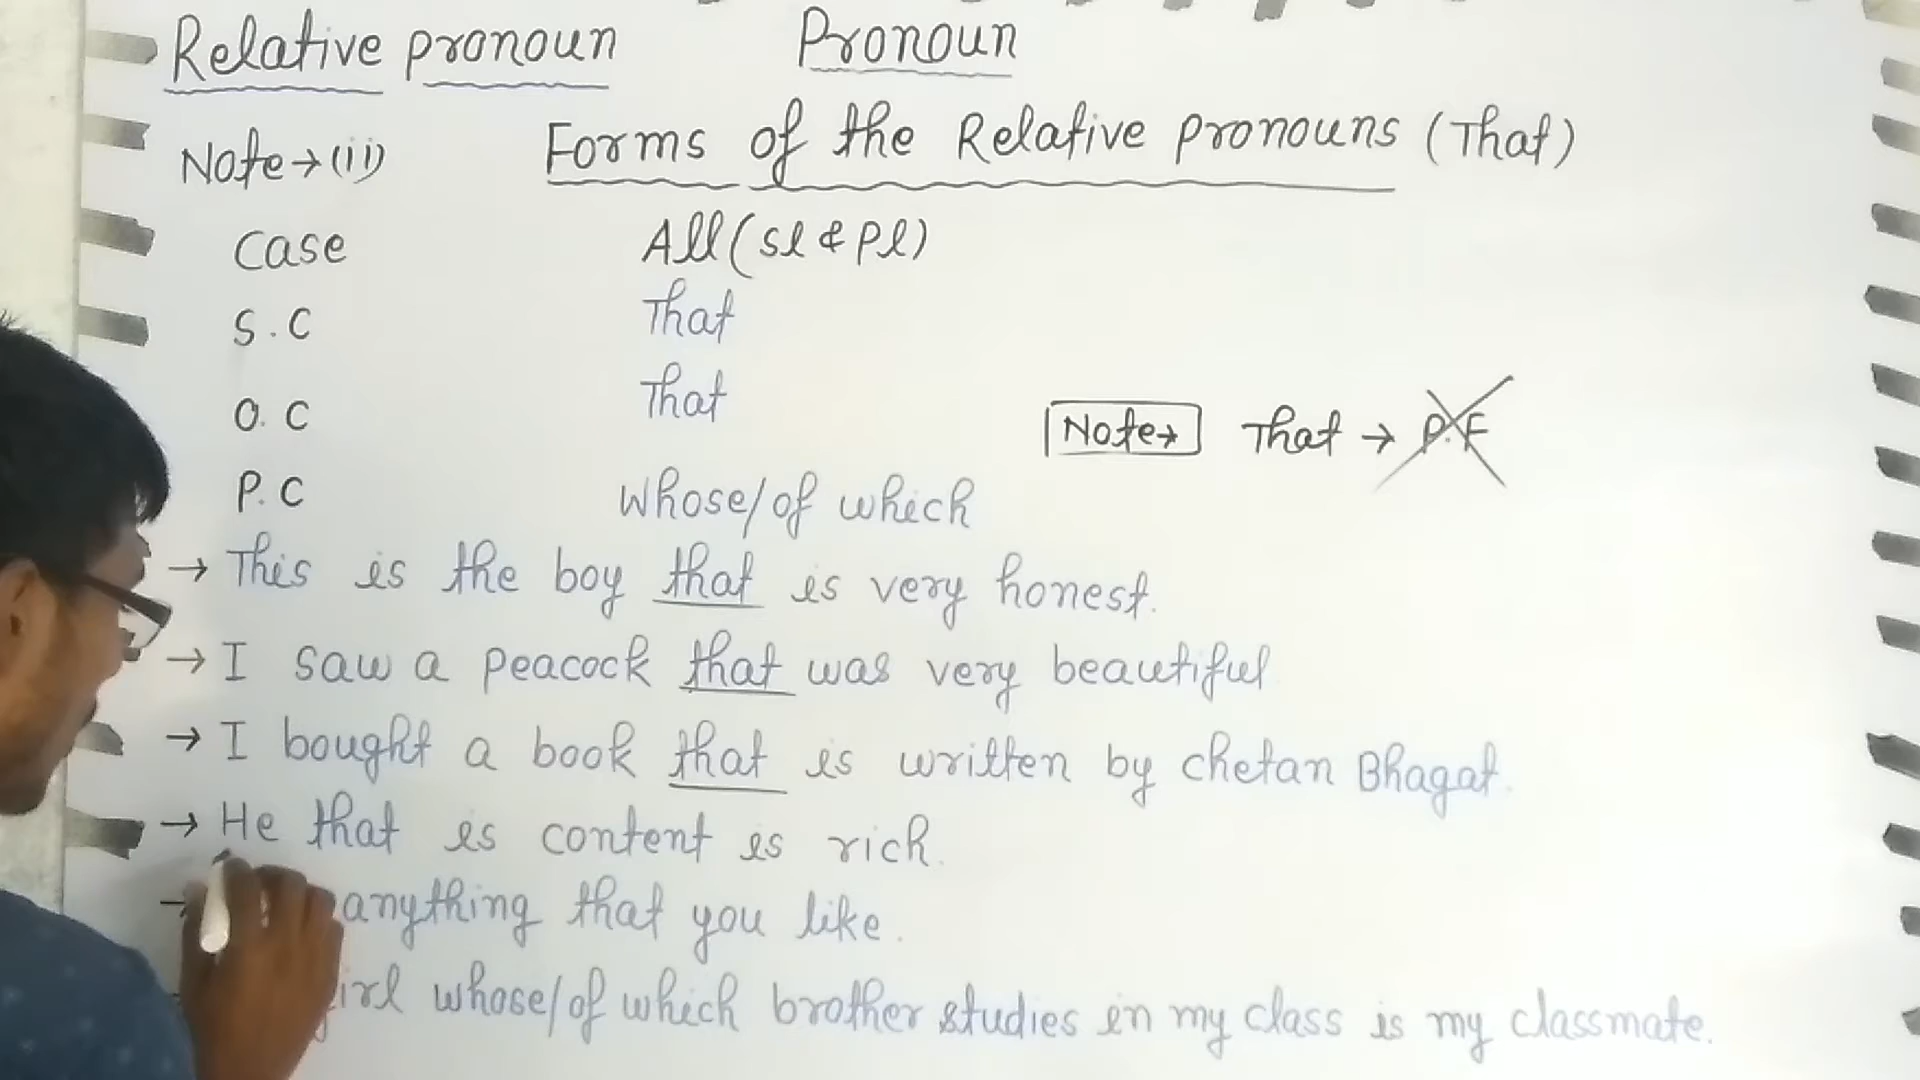 Relative pronoun Pronoun
Note→(ii) Forms of the Relative pronouns (That)
Case All (Sl & Pl)
S.C That
O.C That
Note→ That → P.F
P.C Whose/of which
→ This is the boy that is very honest.
→ I saw a peacock that was very beautiful
→ I bought a book that is written by chetan Bhagat.
→ He that is content is rich.
→ anything that you like.
whose/of which brother studies in my class is my classmate.